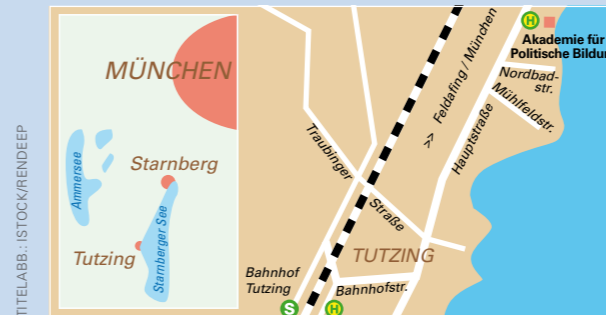 TITELABB.: ISTOCK/RENDEEP
MÜNCHEN
Ammersee
Starnberg
Starnberger See
Tutzing
H
Akademie für
Politische Bildung
Nordbad-
str.
Mühlfeldstr.
Feldafing / München
Hauptstraße
Traubinger
Straße
TUTZING
Bahnhof
Tutzing
Bahnhofstr.
S
H